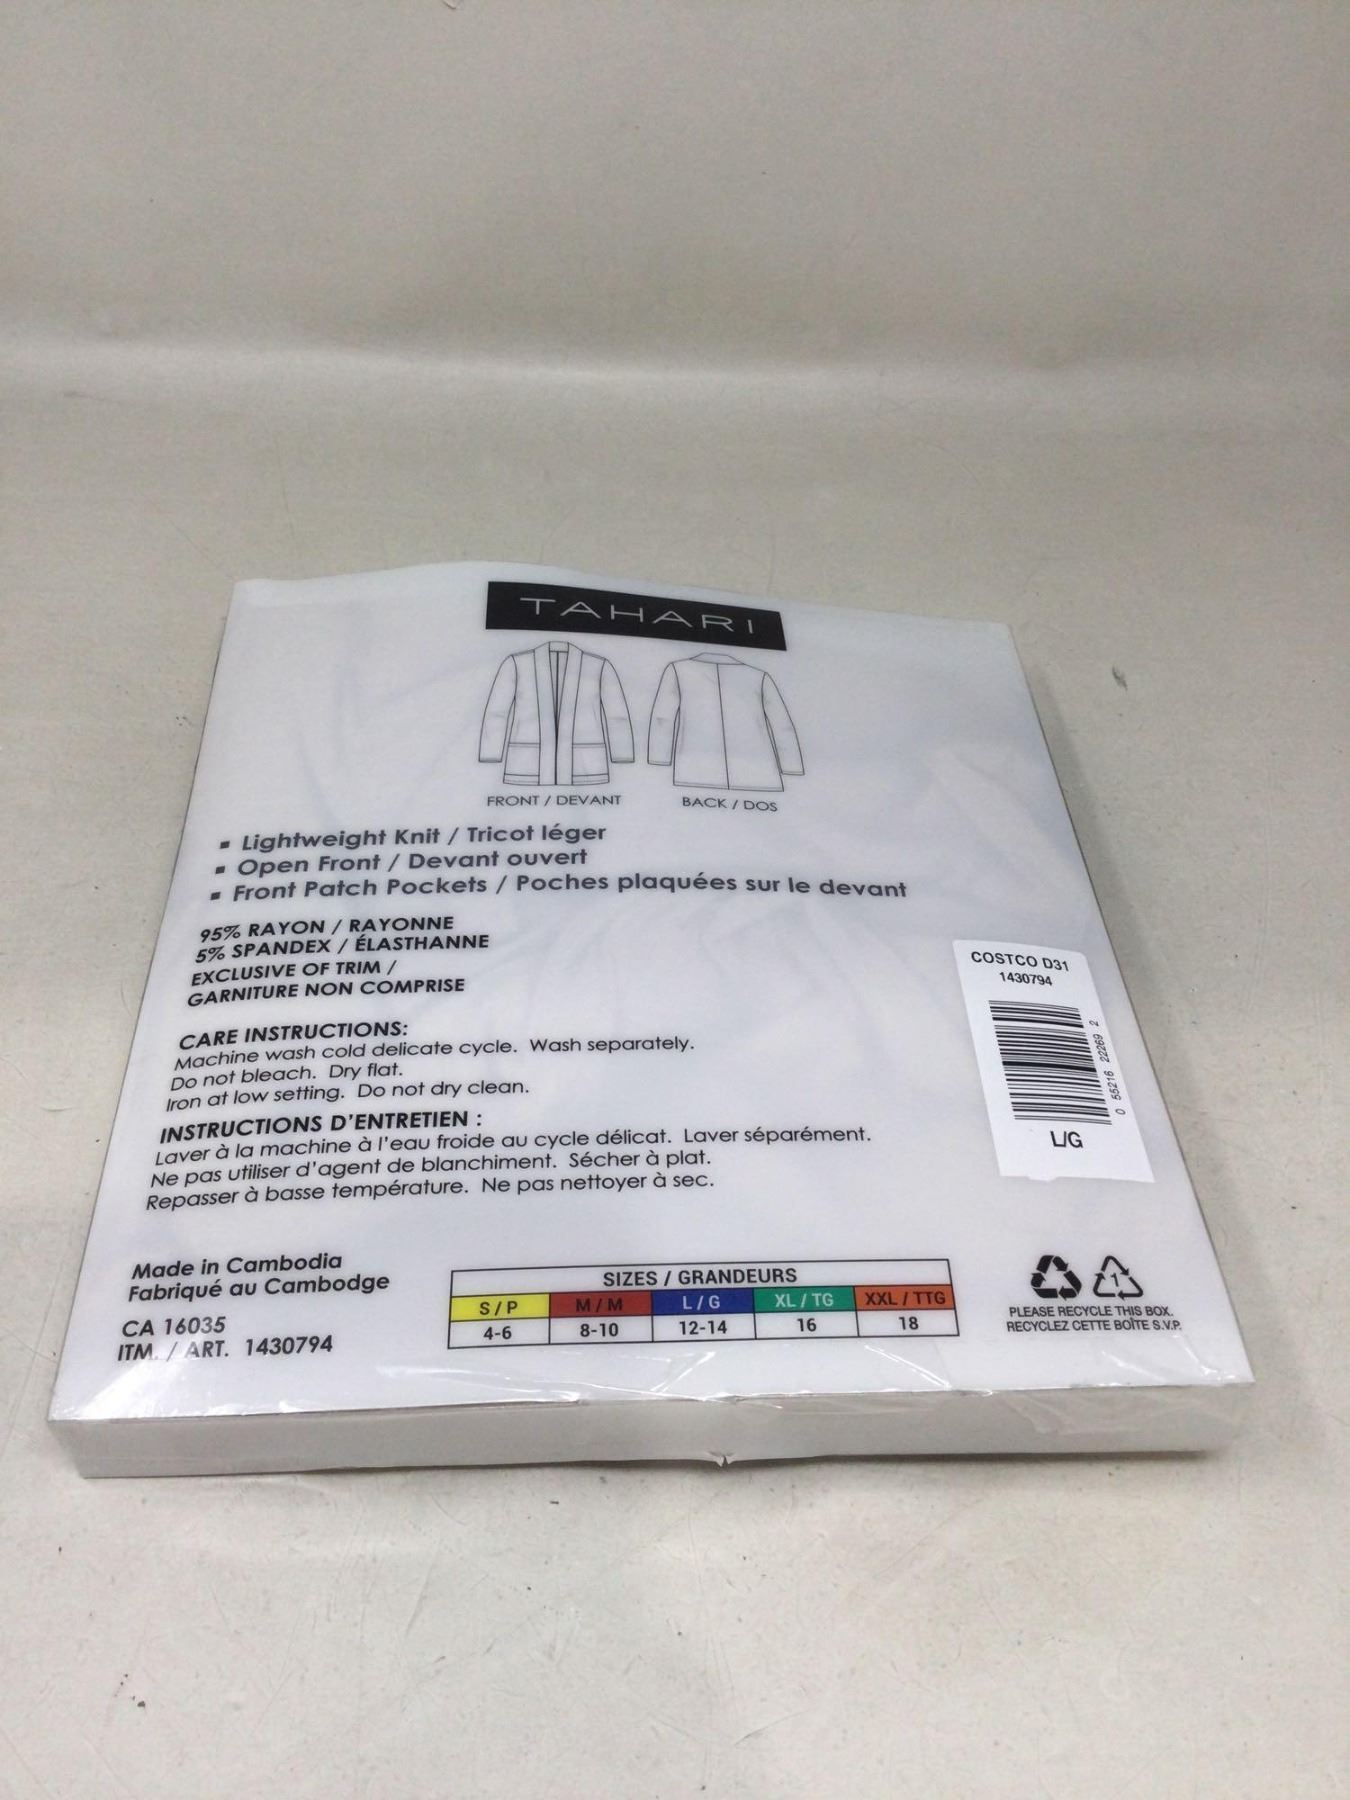 TAHARI
FRONT / DEVANT
BACK / DOS
▪ Lightweight Knit / Tricot léger
▪ Open Front / Devant ouvert
▪ Front Patch Pockets / Poches plaquées sur le devant
95% RAYON / RAYONNE
5% SPANDEX / ÉLASTHANNE
EXCLUSIVE OF TRIM /
GARNITURE NON COMPRISE
CARE INSTRUCTIONS:
Machine wash cold delicate cycle. Wash separately.
Do not bleach. Dry flat.
Iron at low setting. Do not dry clean.
INSTRUCTIONS D'ENTRETIEN :
Laver à la machine à l'eau froide au cycle délicat. Laver séparément.
Ne pas utiliser d'agent de blanchiment. Sécher à plat.
Repasser à basse température. Ne pas nettoyer à sec.
COSTCO D31
1430794
0 55216 22269 2
L/G
Made in Cambodia
Fabriqué au Cambodge
CA 16035
ITM. / ART. 1430794
SIZES / GRANDEURS
S / P M / M L / G XL / TG XXL / TTG
4-6 8-10 12-14 16 18
1
PLEASE RECYCLE THIS BOX.
RECYCLEZ CETTE BOÎTE S.V.P.